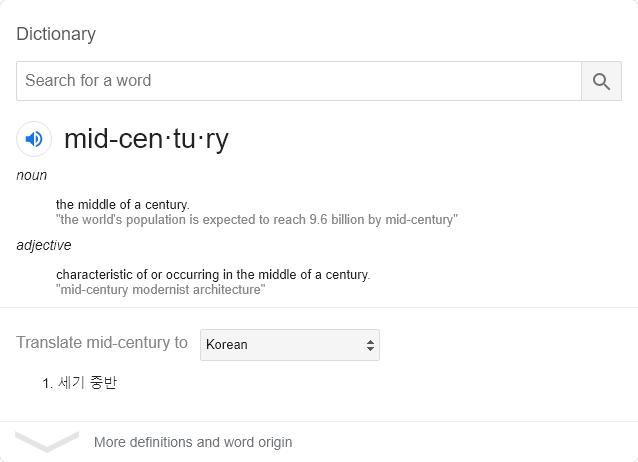 Dictionary
Search for a word
mid-cen·tu·ry
noun
the middle of a century.
"the world's population is expected to reach 9.6 billion by mid-century"
adjective
characteristic of or occurring in the middle of a century.
"mid-century modernist architecture"
Translate mid-century to Korean
1. 세기 중반
More definitions and word origin